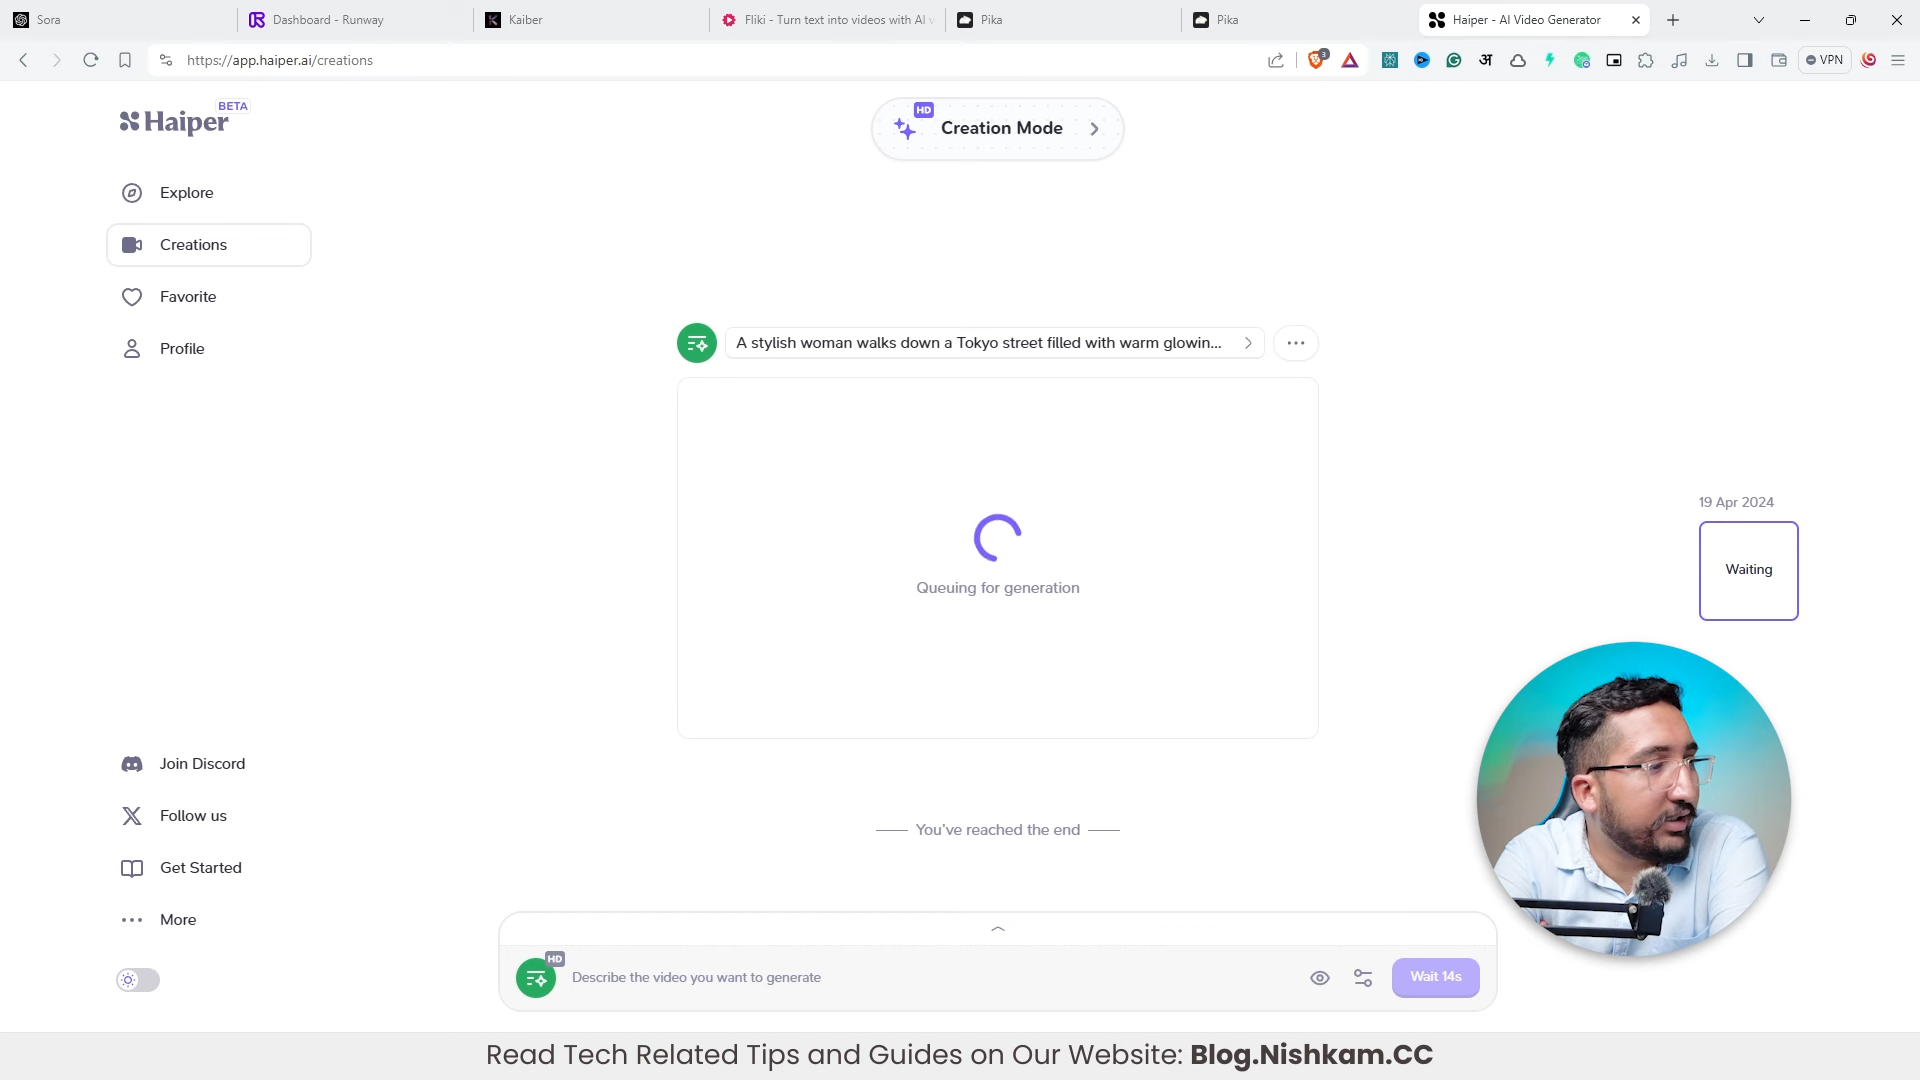 Sora
Dashboard - Runway
Kaiber
Fliki - Turn text into videos with AI v
Pika
Pika
Haiper - AI Video Generator
https://app.haiper.ai/creations
3
अ
VPN
BETA
Haiper
HD
Creation Mode
Explore
Creations
Favorite
Profile
A stylish woman walks down a Tokyo street filled with warm glowin...
Queuing for generation
19 Apr 2024
Waiting
You've reached the end
Join Discord
Follow us
Get Started
More
HD
Describe the video you want to generate
Wait 14s
Read Tech Related Tips and Guides on Our Website: Blog.Nishkam.CC